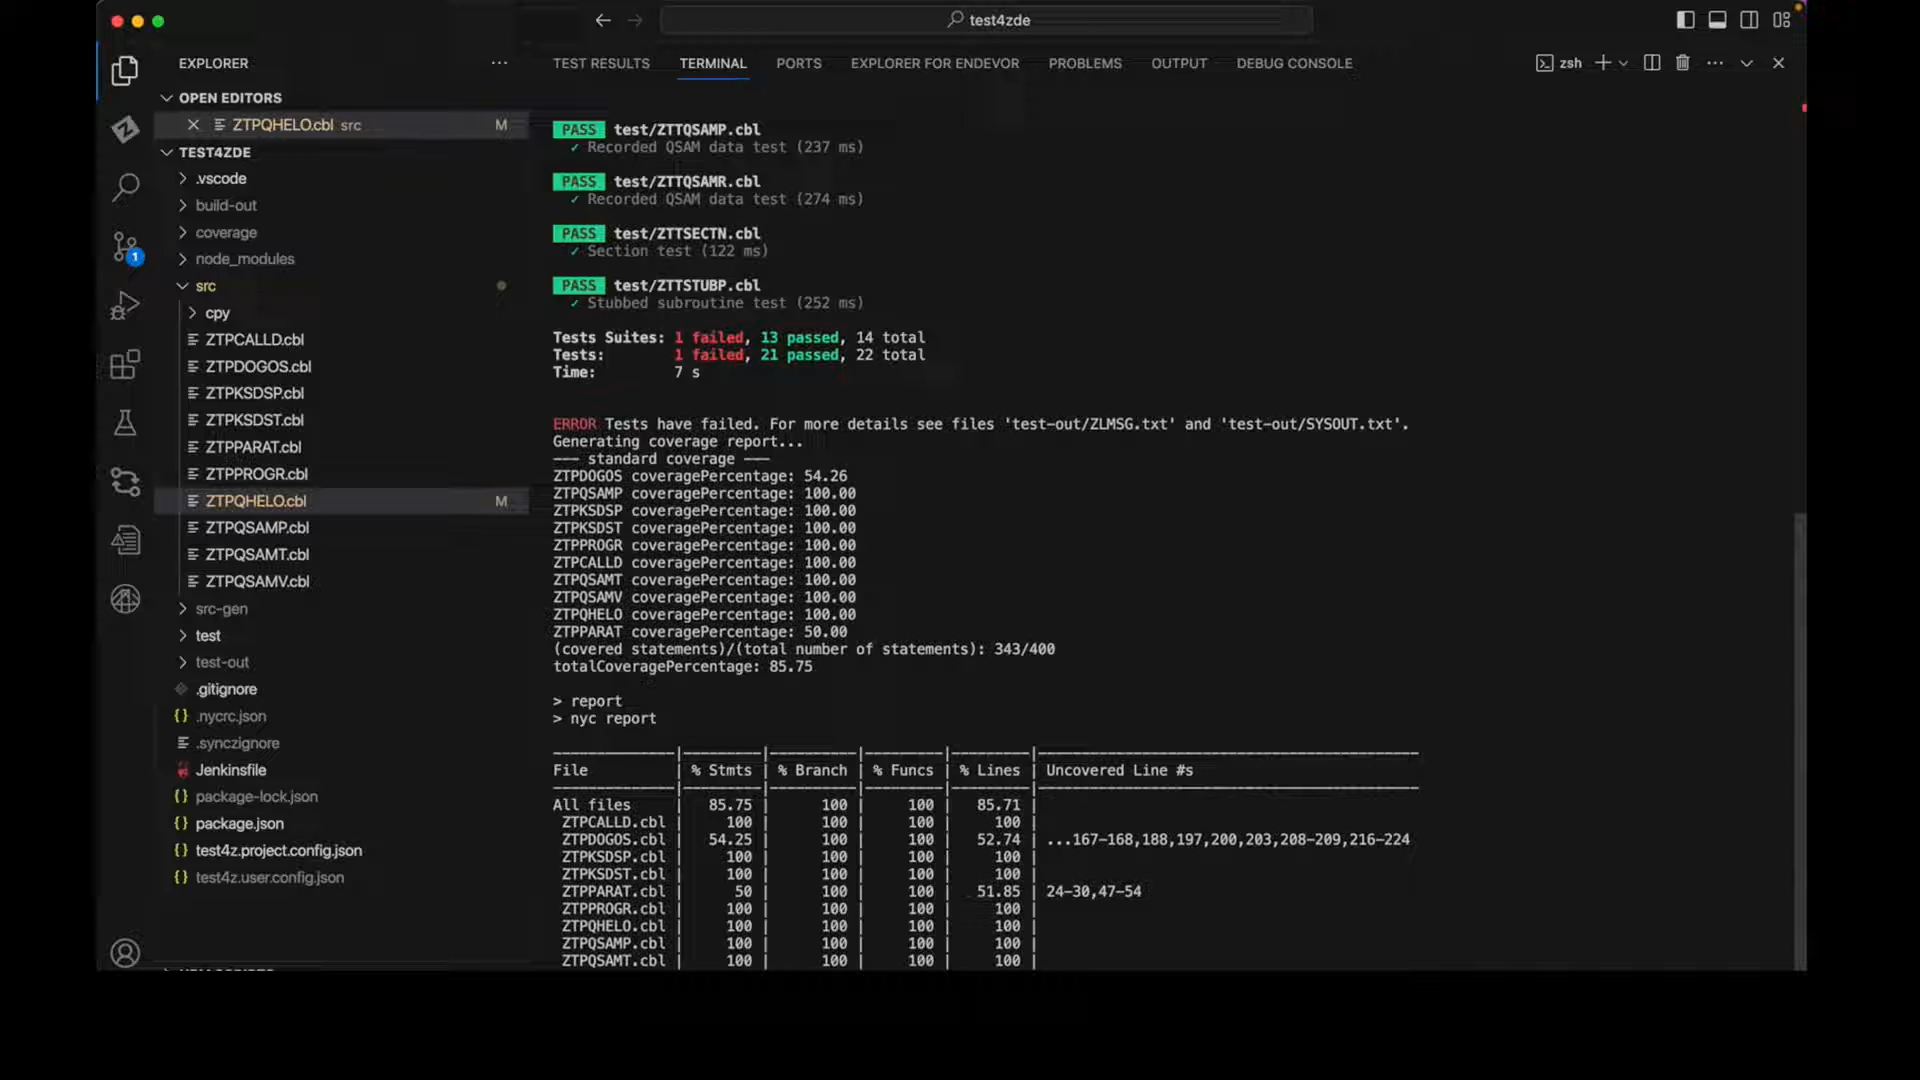 test4zde
EXPLORER
TEST RESULTS TERMINAL PORTS EXPLORER FOR ENDEVOR PROBLEMS OUTPUT DEBUG CONSOLE
zsh
OPEN EDITORS
ZTPQHELO.cbl src M
TEST4ZDE
.vscode
build-out
coverage
node_modules
src
cpy
ZTPCALLD.cbl
ZTPDOGOS.cbl
ZTPKSDSP.cbl
ZTPKSDST.cbl
ZTPPARAT.cbl
ZTPPROGR.cbl
ZTPQHELO.cbl M
ZTPQSAMP.cbl
ZTPQSAMT.cbl
ZTPQSAMV.cbl
src-gen
test
test-out
.gitignore
{} .nycrc.json
.synczignore
Jenkinsfile
{} package-lock.json
{} package.json
{} test4z.project.config.json
{} test4z.user.config.json
1
PASS test/ZTTQSAMP.cbl
✓ Recorded QSAM data test (237 ms)
PASS test/ZTTQSAMR.cbl
✓ Recorded QSAM data test (274 ms)
PASS test/ZTTSECTN.cbl
✓ Section test (122 ms)
PASS test/ZTTSTUBP.cbl
✓ Stubbed subroutine test (252 ms)
Tests Suites: 1 failed, 13 passed, 14 total
Tests: 1 failed, 21 passed, 22 total
Time: 7 s
ERROR Tests have failed. For more details see files 'test-out/ZLMSG.txt' and 'test-out/SYSOUT.txt'.
Generating coverage report...
--- standard coverage ---
ZTPDOGOS coveragePercentage: 54.26
ZTPQSAMP coveragePercentage: 100.00
ZTPKSDSP coveragePercentage: 100.00
ZTPKSDST coveragePercentage: 100.00
ZTPPROGR coveragePercentage: 100.00
ZTPCALLD coveragePercentage: 100.00
ZTPQSAMT coveragePercentage: 100.00
ZTPQSAMV coveragePercentage: 100.00
ZTPQHELO coveragePercentage: 100.00
ZTPPARAT coveragePercentage: 50.00
(covered statements)/(total number of statements): 343/400
totalCoveragePercentage: 85.75
> report
> nyc report
File | % Stmts | % Branch | % Funcs | % Lines | Uncovered Line #s
All files | 85.75 | 100 | 100 | 85.71 |
ZTPCALLD.cbl | 100 | 100 | 100 | 100 |
ZTPDOGOS.cbl | 54.25 | 100 | 100 | 52.74 | ...167-168,188,197,200,203,208-209,216-224
ZTPKSDSP.cbl | 100 | 100 | 100 | 100 |
ZTPKSDST.cbl | 100 | 100 | 100 | 100 |
ZTPPARAT.cbl | 50 | 100 | 100 | 51.85 | 24-30,47-54
ZTPPROGR.cbl | 100 | 100 | 100 | 100 |
ZTPQHELO.cbl | 100 | 100 | 100 | 100 |
ZTPQSAMP.cbl | 100 | 100 | 100 | 100 |
ZTPQSAMT.cbl | 100 | 100 | 100 | 100 |